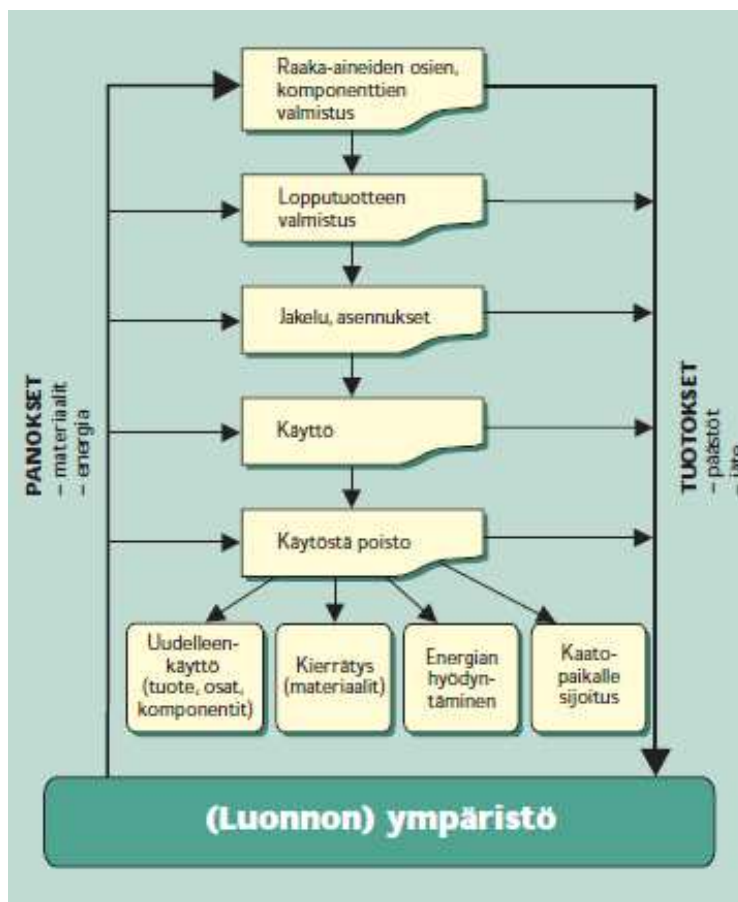 Raaka-aineiden osien,
komponenttien
valmistus
Lopputuotteen
valmistus
Jakelu, asennukset
Käyttö
Käytöstä poisto
PANOKSET
– materiaalit
– energia
TUOTOKSET
– päästöt
Uudelleen-
käyttö
(tuote, osat,
komponentit)
Kierrätys
(materiaalit)
Energian
hyödyn-
täminen
Kaato-
paikalle
sijoitus
(Luonnon) ympäristö